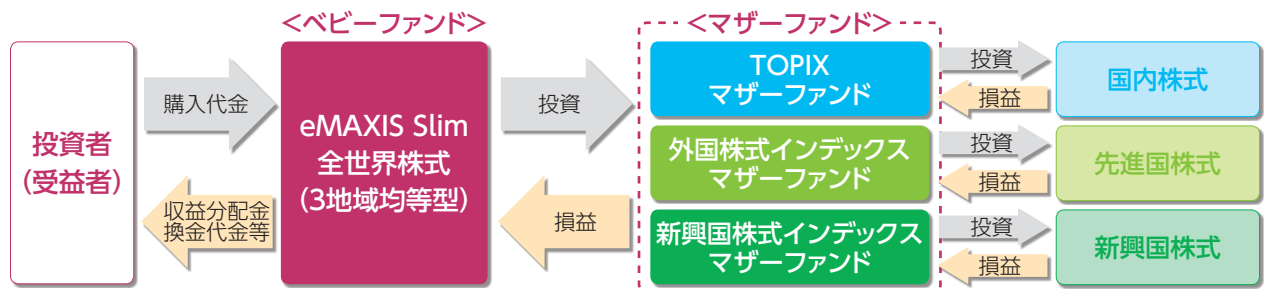 <ベビーファンド>
<マザーファンド>
投資者
(受益者)
購入代金
収益分配金
換金代金等
eMAXIS Slim
全世界株式
(3地域均等型)
投資
損益
TOPIX
マザーファンド
投資
損益
国内株式
外国株式インデックス
マザーファンド
投資
損益
先進国株式
新興国株式インデックス
マザーファンド
投資
損益
新興国株式